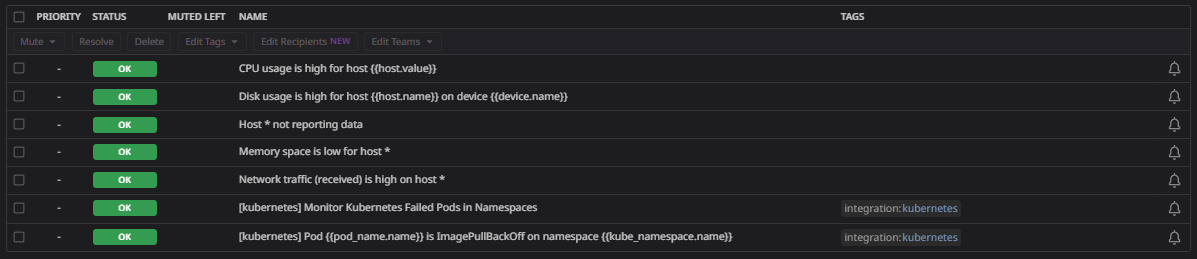 PRIORITY STATUS MUTED LEFT NAME TAGS
Mute Resolve Delete Edit Tags Edit Recipients NEW Edit Teams
- OK CPU usage is high for host {{host.value}}
- OK Disk usage is high for host {{host.name}} on device {{device.name}}
- OK Host * not reporting data
- OK Memory space is low for host *
- OK Network traffic (received) is high on host *
- OK [kubernetes] Monitor Kubernetes Failed Pods in Namespaces integration:kubernetes
- OK [kubernetes] Pod {{pod_name.name}} is ImagePullBackOff on namespace {{kube_namespace.name}} integration:kubernetes